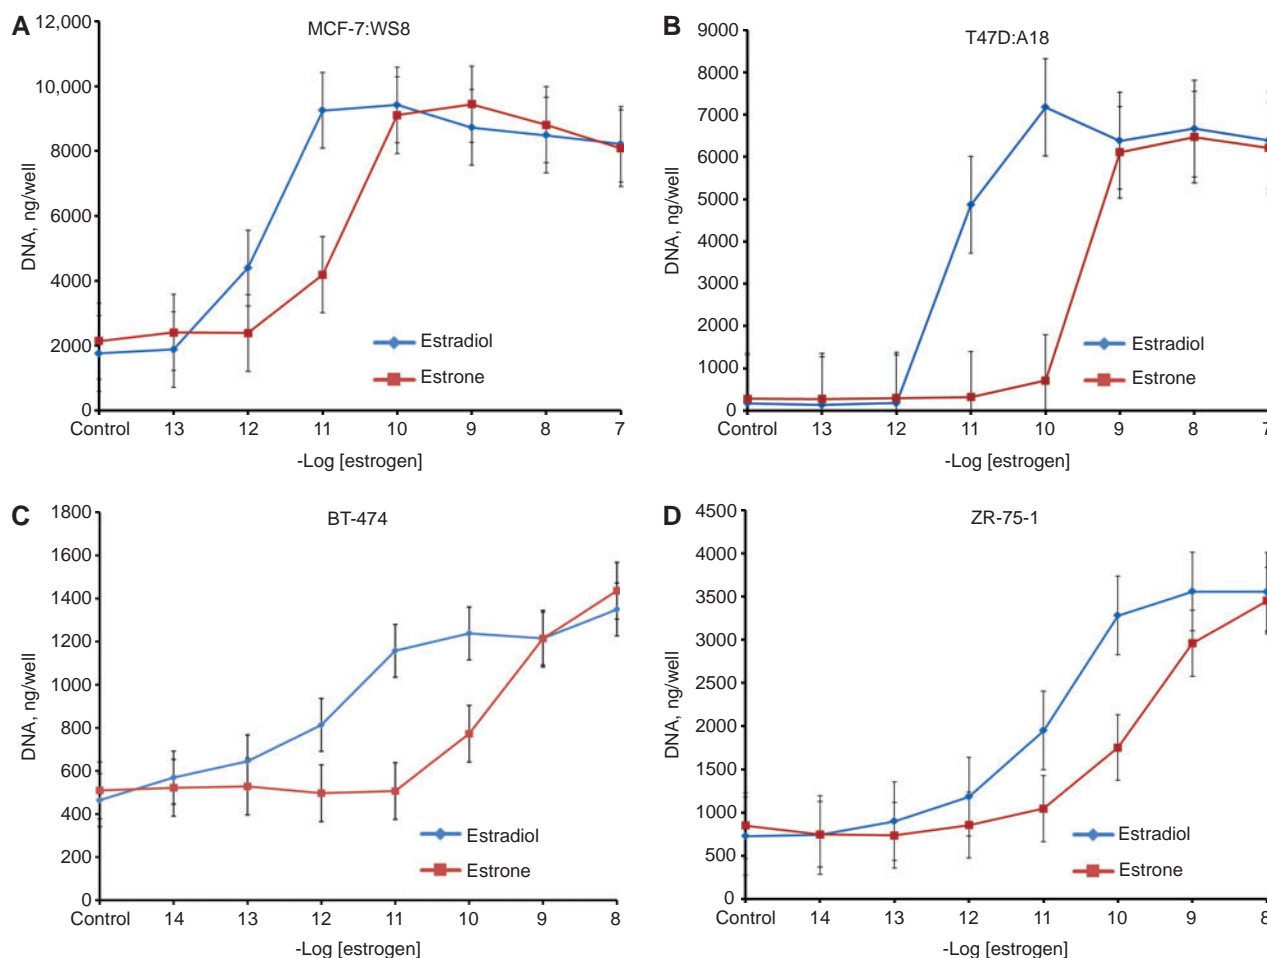 A
MCF-7:WS8
12,000
10,000
8000
6000
4000
2000
0
DNA, ng/well
Estradiol
Estrone
Control 13 12 11 10 9 8 7
-Log [estrogen]
B
T47D:A18
9000
8000
7000
6000
5000
4000
3000
2000
1000
0
DNA, ng/well
Estradiol
Estrone
Control 13 12 11 10 9 8 7
-Log [estrogen]
C
BT-474
1800
1600
1400
1200
1000
800
600
400
200
0
DNA, ng/well
Estradiol
Estrone
Control 14 13 12 11 10 9 8
-Log [estrogen]
D
ZR-75-1
4500
4000
3500
3000
2500
2000
1500
1000
500
0
DNA, ng/well
Estradiol
Estrone
Control 14 13 12 11 10 9 8
-Log [estrogen]